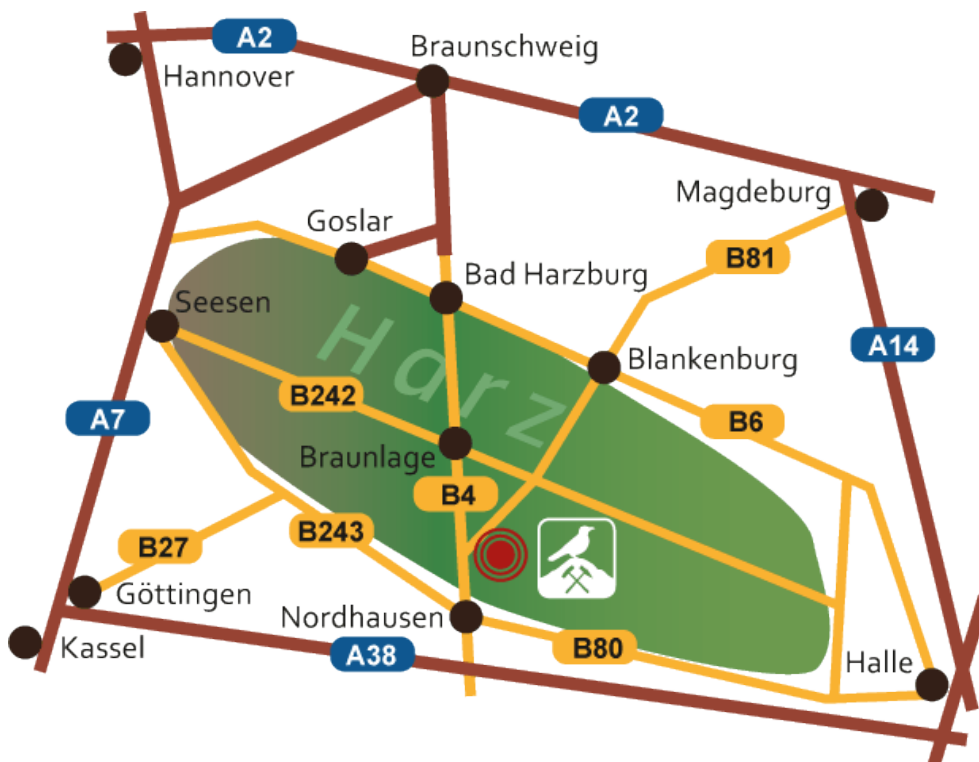 A2
Braunschweig
Hannover
A2
Magdeburg
Goslar
B81
Bad Harzburg
Seesen
Harz
A14
Blankenburg
B242
A7
B6
Braunlage
B4
B243
B27
Göttingen
Nordhausen
Kassel
A38
B80
Halle